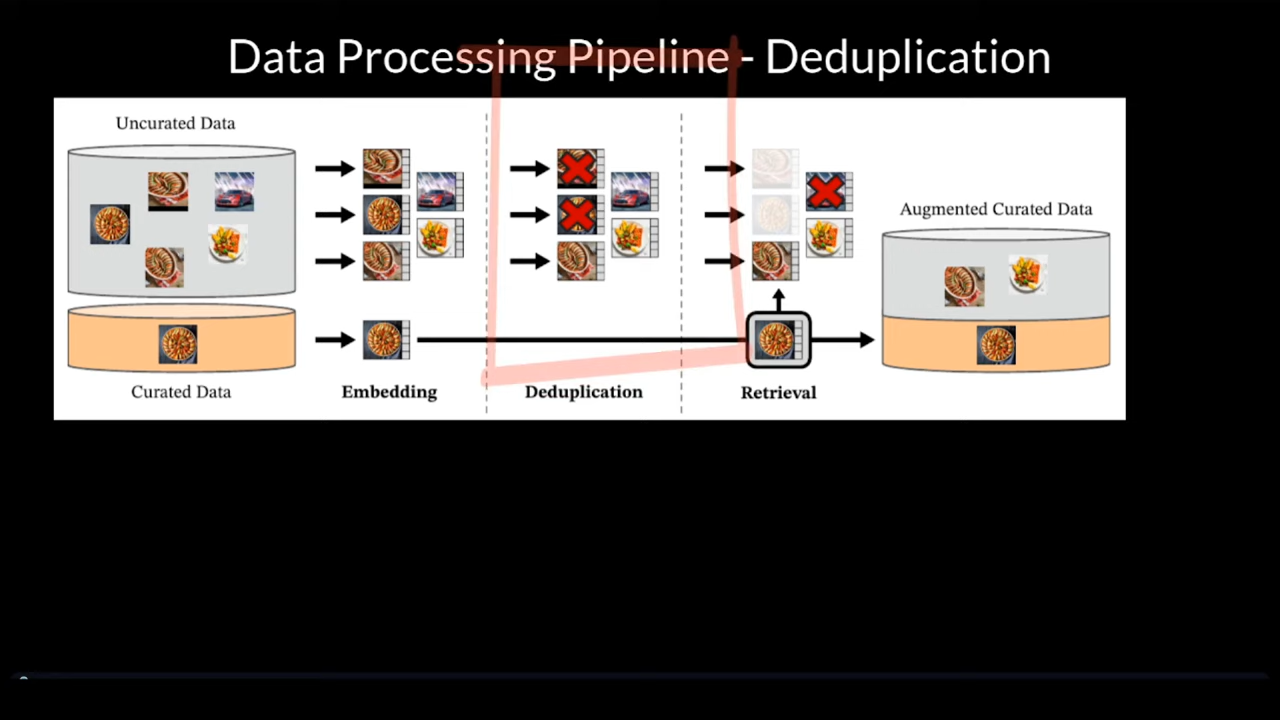 Data Processing Pipeline - Deduplication
Uncurated Data
Augmented Curated Data
Curated Data
Embedding
Deduplication
Retrieval